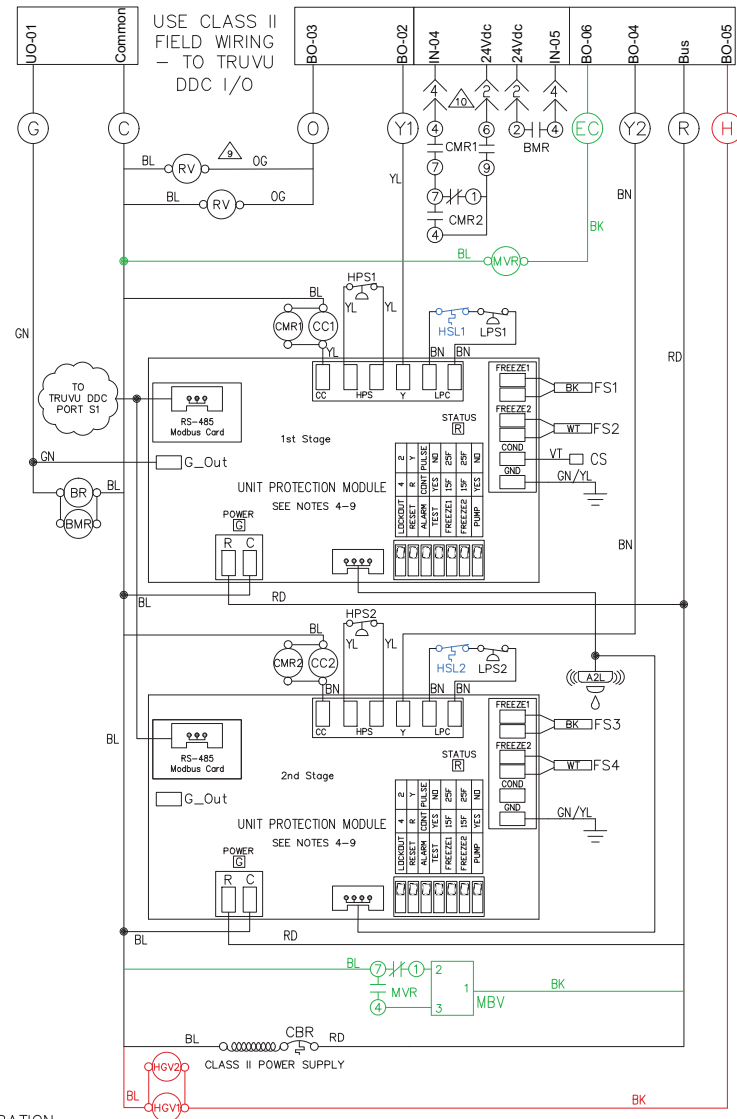 UO-01
Common
USE CLASS II
FIELD WIRING
– TO TRUVU
DDC I/O
BO-03
BO-02
IN-04
24Vdc
24Vdc
IN-05
BO-06
BO-04
Bus
BO-05
4
2
2
4
10
G
C
O
Y1
4
6
2
4
EC
Y2
R
H
CMR1
BMR
9
BL
RV
OG
7
9
BL
RV
OG
YL
7
1
BN
CMR2
4
BK
BL
MVR
HPS1
BL
YL
YL
CMR1
CC1
HSL1
LPS1
GN
YL
BN
BN
RD
TO
TRUVU DDC
PORT S1
CC
HPS
Y
LPC
FREEZE1
BK
FS1
RS-485
Modbus Card
STATUS
R
FREEZE2
WT
FS2
1st Stage
COND
VT
CS
GN
G_Out
GND
GN/YL
BR
BMR
UNIT PROTECTION MODULE
SEE NOTES 4-9
2
Y
PULSE
NO
25F
25F
NO
4
R
CONT
YES
15F
15F
YES
LOCKOUT
RESET
ALARM
TEST
FREEZE1
FREEZE2
PUMP
POWER
G
R
C
BN
BL
RD
HPS2
BL
YL
YL
CMR2
CC2
HSL2
LPS2
A2L
BN
BN
BN
CC
HPS
Y
LPC
FREEZE1
BK
FS3
BL
RS-485
Modbus Card
STATUS
R
FREEZE2
WT
FS4
2nd Stage
COND
G_Out
GND
GN/YL
UNIT PROTECTION MODULE
SEE NOTES 4-9
2
Y
PULSE
NO
25F
25F
NO
4
R
CONT
YES
15F
15F
YES
LOCKOUT
RESET
ALARM
TEST
FREEZE1
FREEZE2
PUMP
POWER
G
R
C
BL
RD
BL
7
1
2
MVR
1
BK
4
3
MBV
BL
CBR
RD
CLASS II POWER SUPPLY
HGV2
BL
HGV1
BK